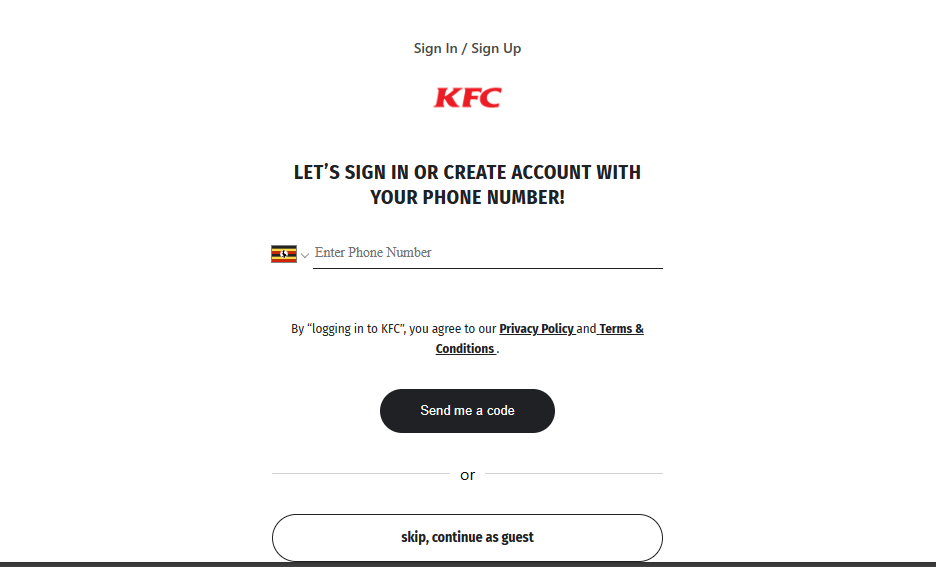 Sign In / Sign Up
KFC
LET’S SIGN IN OR CREATE ACCOUNT WITH
YOUR PHONE NUMBER!
Enter Phone Number
By “logging in to KFC”, you agree to our Privacy Policy and Terms &
Conditions .
Send me a code
or
skip, continue as guest